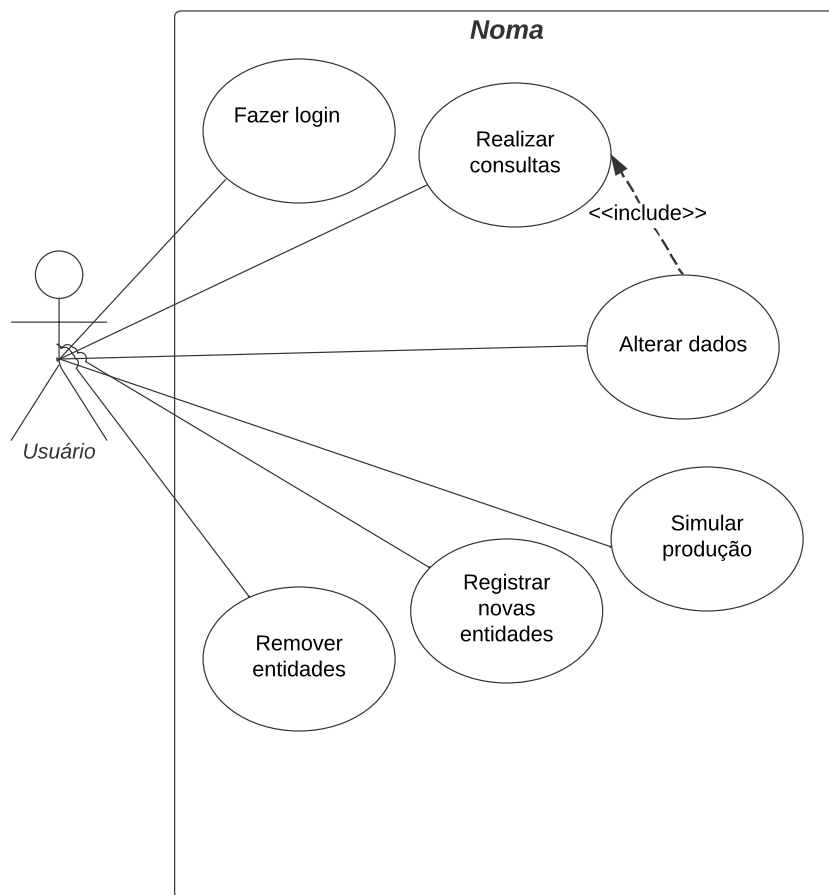 Noma
Fazer login
Realizar
consultas
<<include>>
Alterar dados
Usuário
Simular
produção
Registrar
novas
entidades
Remover
entidades